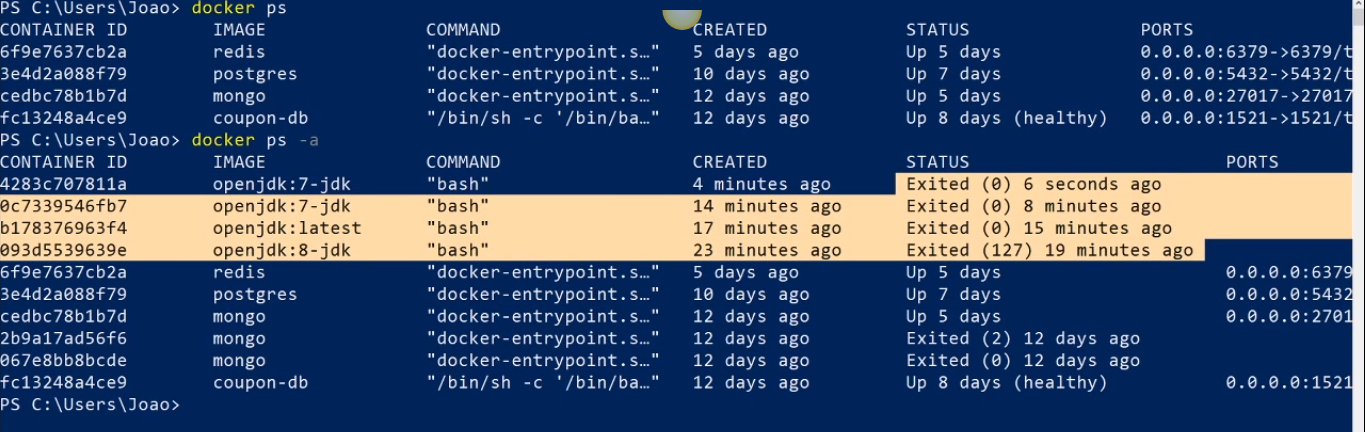 PS C:\Users\Joao> docker ps
CONTAINER ID IMAGE COMMAND CREATED STATUS PORTS
6f9e7637cb2a redis "docker-entrypoint.s…" 5 days ago Up 5 days 0.0.0.0:6379->6379/t
3e4d2a088f79 postgres "docker-entrypoint.s…" 10 days ago Up 7 days 0.0.0.0:5432->5432/t
cedbc78b1b7d mongo "docker-entrypoint.s…" 12 days ago Up 5 days 0.0.0.0:27017->27017
fc13248a4ce9 coupon-db "/bin/sh -c '/bin/ba…" 12 days ago Up 8 days (healthy) 0.0.0.0:1521->1521/t
PS C:\Users\Joao> docker ps -a
CONTAINER ID IMAGE COMMAND CREATED STATUS PORTS
4283c707811a openjdk:7-jdk "bash" 4 minutes ago Exited (0) 6 seconds ago
0c7339546fb7 openjdk:7-jdk "bash" 14 minutes ago Exited (0) 8 minutes ago
b178376963f4 openjdk:latest "bash" 17 minutes ago Exited (0) 15 minutes ago
093d5539639e openjdk:8-jdk "bash" 23 minutes ago Exited (127) 19 minutes ago
6f9e7637cb2a redis "docker-entrypoint.s…" 5 days ago Up 5 days 0.0.0.0:6379
3e4d2a088f79 postgres "docker-entrypoint.s…" 10 days ago Up 7 days 0.0.0.0:5432
cedbc78b1b7d mongo "docker-entrypoint.s…" 12 days ago Up 5 days 0.0.0.0:2701
2b9a17ad56f6 mongo "docker-entrypoint.s…" 12 days ago Exited (2) 12 days ago
067e8bb8bcde mongo "docker-entrypoint.s…" 12 days ago Exited (0) 12 days ago
fc13248a4ce9 coupon-db "/bin/sh -c '/bin/ba…" 12 days ago Up 8 days (healthy) 0.0.0.0:1521
PS C:\Users\Joao>